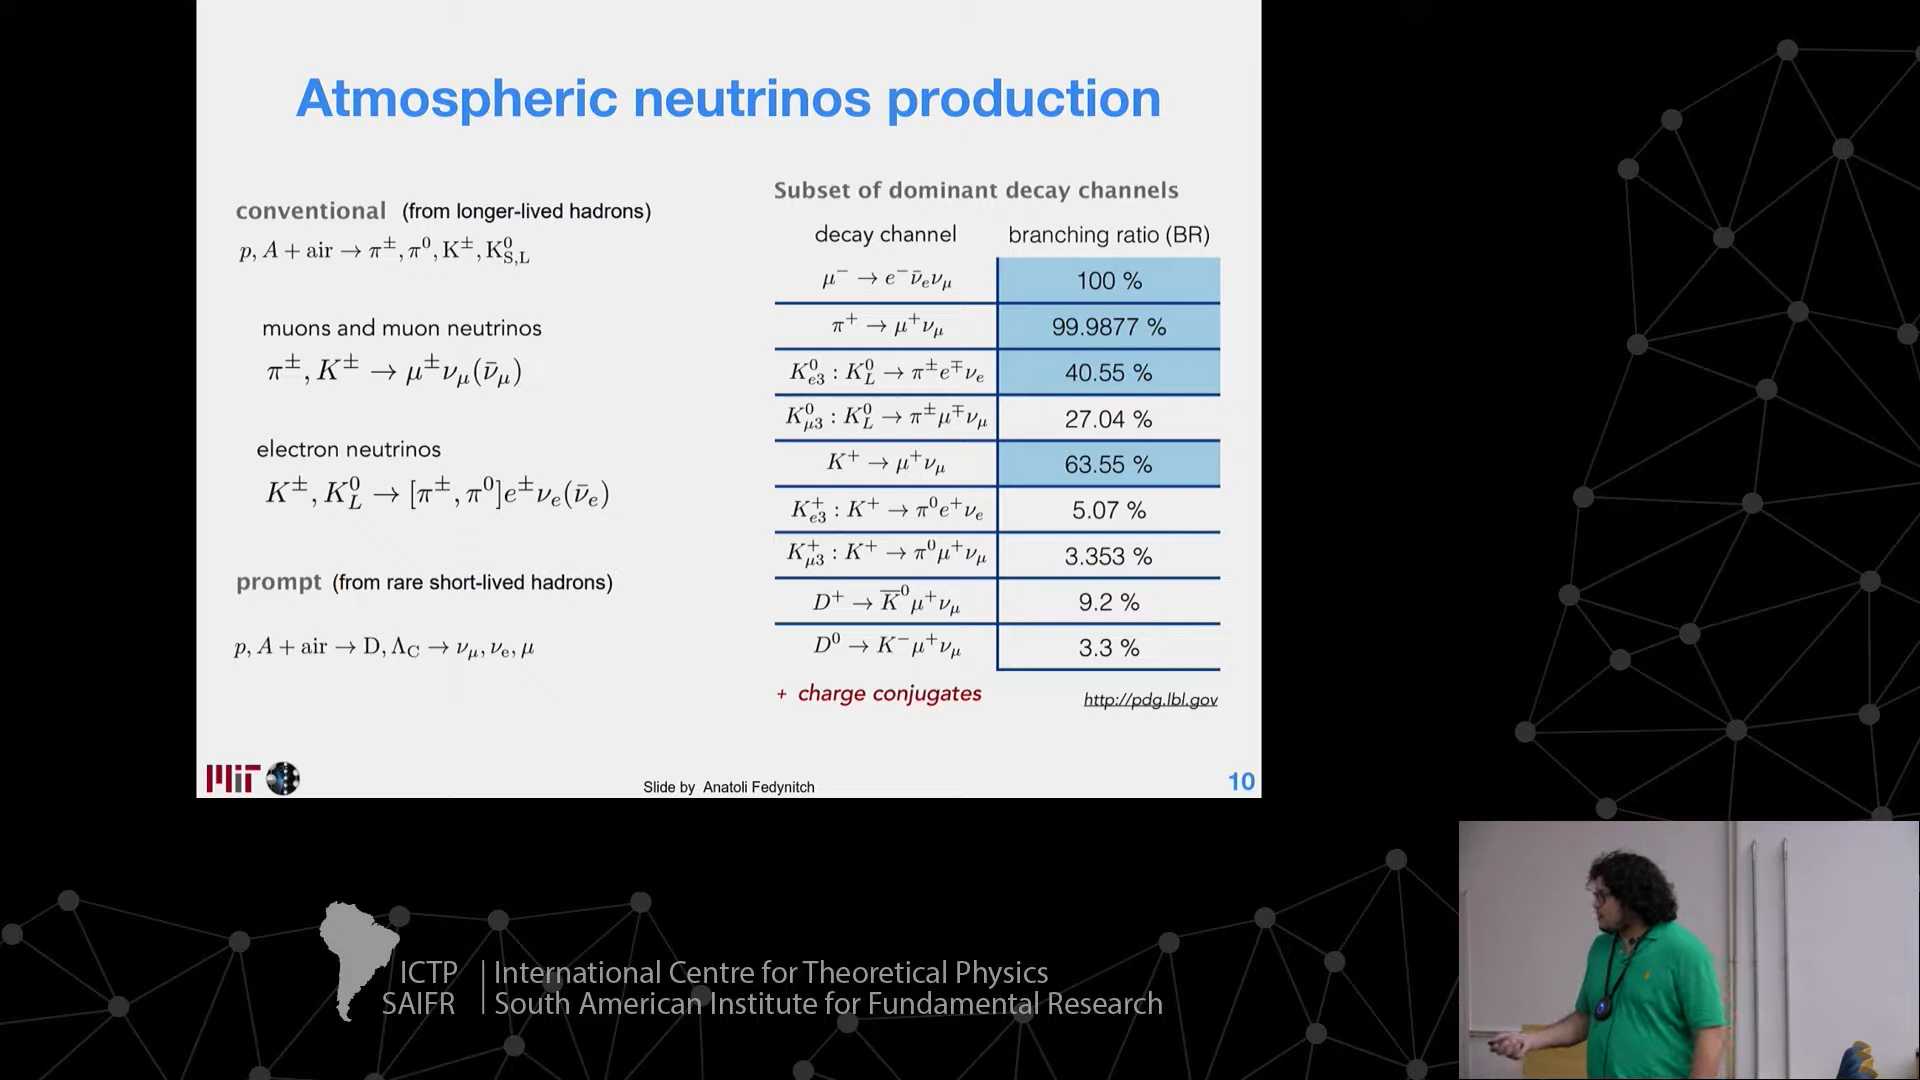 Atmospheric neutrinos production
conventional (from longer-lived hadrons)
p, A + air → π±, π⁰, K±, K⁰S,L
muons and muon neutrinos
π±, K± → μ±νμ(ν̄μ)
electron neutrinos
K±, K⁰L → [π±, π⁰]e±νe(ν̄e)
prompt (from rare short-lived hadrons)
p, A + air → D, ΛC → νμ, νe, μ
Subset of dominant decay channels
decay channel branching ratio (BR)
μ⁻ → e⁻ν̄eνμ 100 %
π⁺ → μ⁺νμ 99.9877 %
K⁰e3 : K⁰L → π±e∓νe 40.55 %
K⁰μ3 : K⁰L → π±μ∓νμ 27.04 %
K⁺ → μ⁺νμ 63.55 %
K⁺e3 : K⁺ → π⁰e⁺νe 5.07 %
K⁺μ3 : K⁺ → π⁰μ⁺νμ 3.353 %
D⁺ → K̅⁰μ⁺νμ 9.2 %
D⁰ → K⁻μ⁺νμ 3.3 %
+ charge conjugates
http://pdg.lbl.gov
MIT
Slide by Anatoli Fedynitch
10
ICTP | International Centre for Theoretical Physics
SAIFR | South American Institute for Fundamental Research